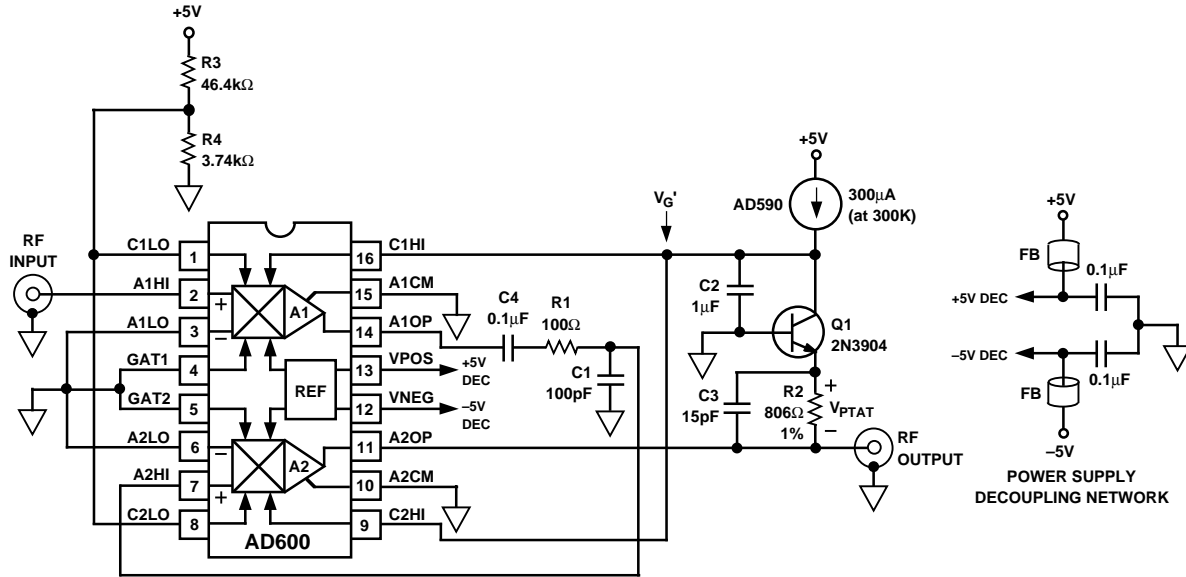 +5V
R3
46.4kΩ
R4
3.74kΩ
RF
INPUT
C1LO
A1HI
A1LO
GAT1
GAT2
A2LO
A2HI
C2LO
1
2
3
4
5
6
7
8
+
−
−
+
A1
REF
A2
AD600
16
15
14
13
12
11
10
9
C1HI
A1CM
A1OP
VPOS
VNEG
A2OP
A2CM
C2HI
+5V
DEC
−5V
DEC
C4
0.1μF
R1
100Ω
C1
100pF
VG'
+5V
AD590
300μA
(at 300K)
C2
1μF
Q1
2N3904
C3
15pF
R2
806Ω
1%
+
VPTAT
−
RF
OUTPUT
+5V
FB
0.1μF
+5V DEC
−5V DEC
0.1μF
FB
−5V
POWER SUPPLY
DECOUPLING NETWORK